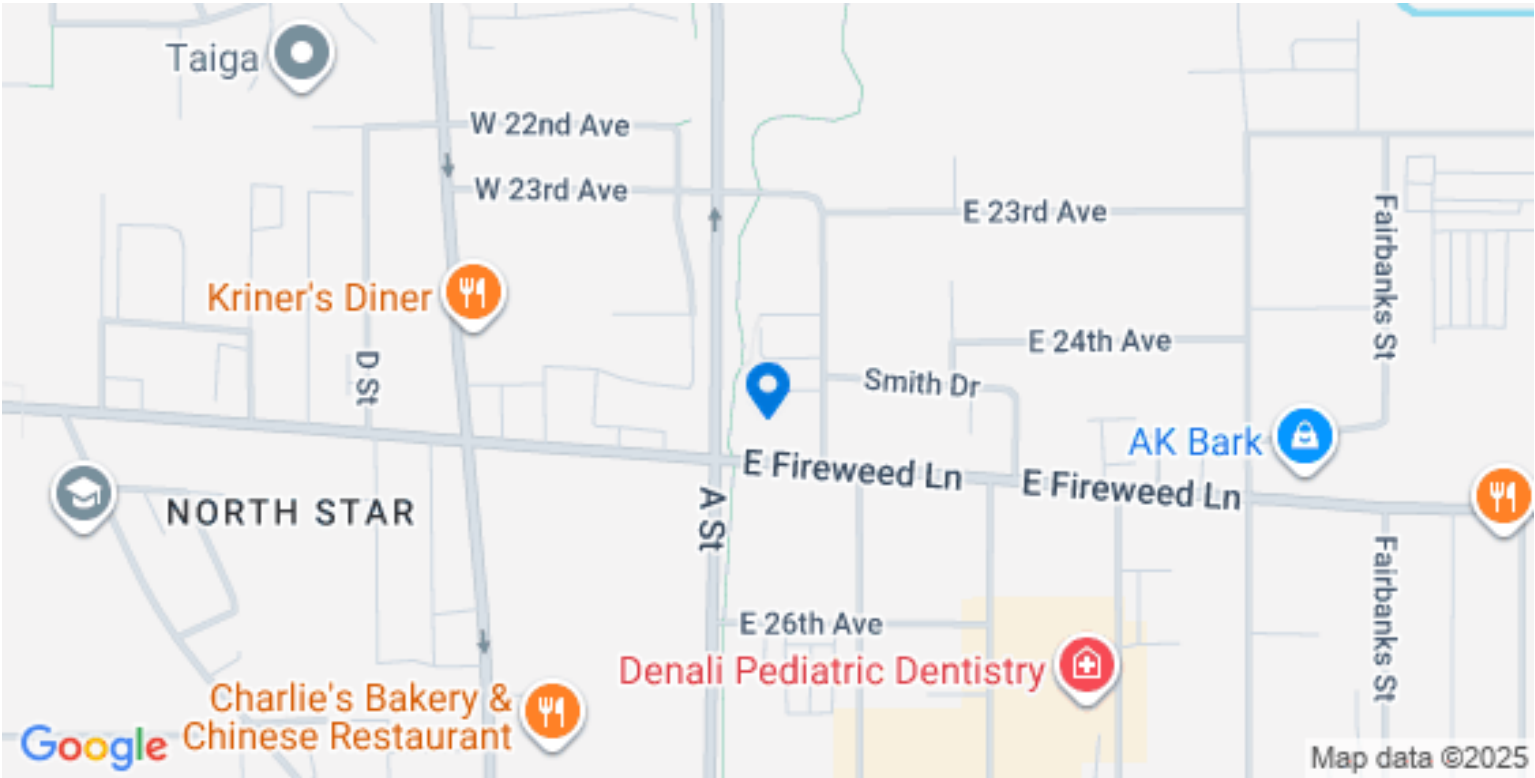 Taiga
W 22nd Ave
W 23rd Ave
E 23rd Ave
Fairbanks St
Kriner's Diner
E 24th Ave
D St
Smith Dr
AK Bark
E Fireweed Ln
E Fireweed Ln
NORTH STAR
A St
Fairbanks St
E 26th Ave
Denali Pediatric Dentistry
Charlie's Bakery &
Chinese Restaurant
Google
Map data ©2025